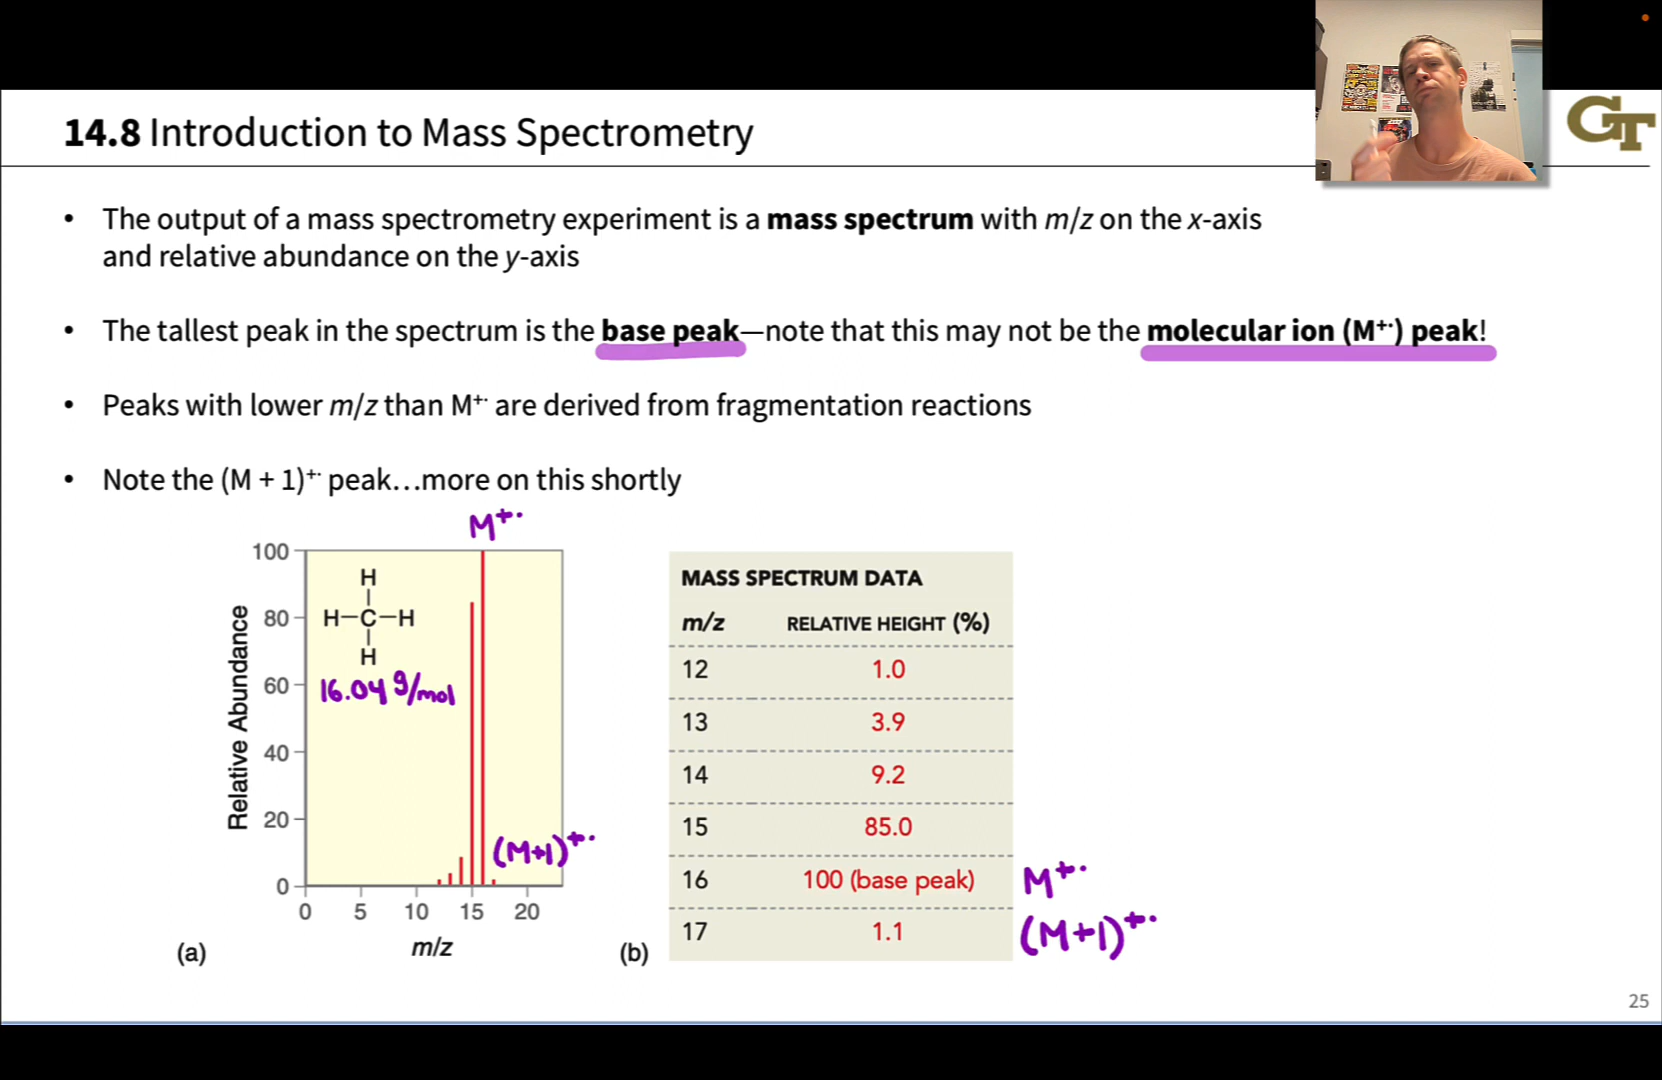 14.8 Introduction to Mass Spectrometry
GT
• The output of a mass spectrometry experiment is a mass spectrum with m/z on the x-axis
and relative abundance on the y-axis
• The tallest peak in the spectrum is the base peak—note that this may not be the molecular ion (M⁺·) peak!
• Peaks with lower m/z than M⁺· are derived from fragmentation reactions
• Note the (M + 1)⁺· peak…more on this shortly
M⁺·
100
80
60
40
20
0
Relative Abundance
H
H–C–H
H
16.04 g/mol
(M+1)⁺·
0 5 10 15 20
m/z
(a)
MASS SPECTRUM DATA
m/z RELATIVE HEIGHT (%)
12 1.0
13 3.9
14 9.2
15 85.0
16 100 (base peak) M⁺·
17 1.1 (M+1)⁺·
(b)
25